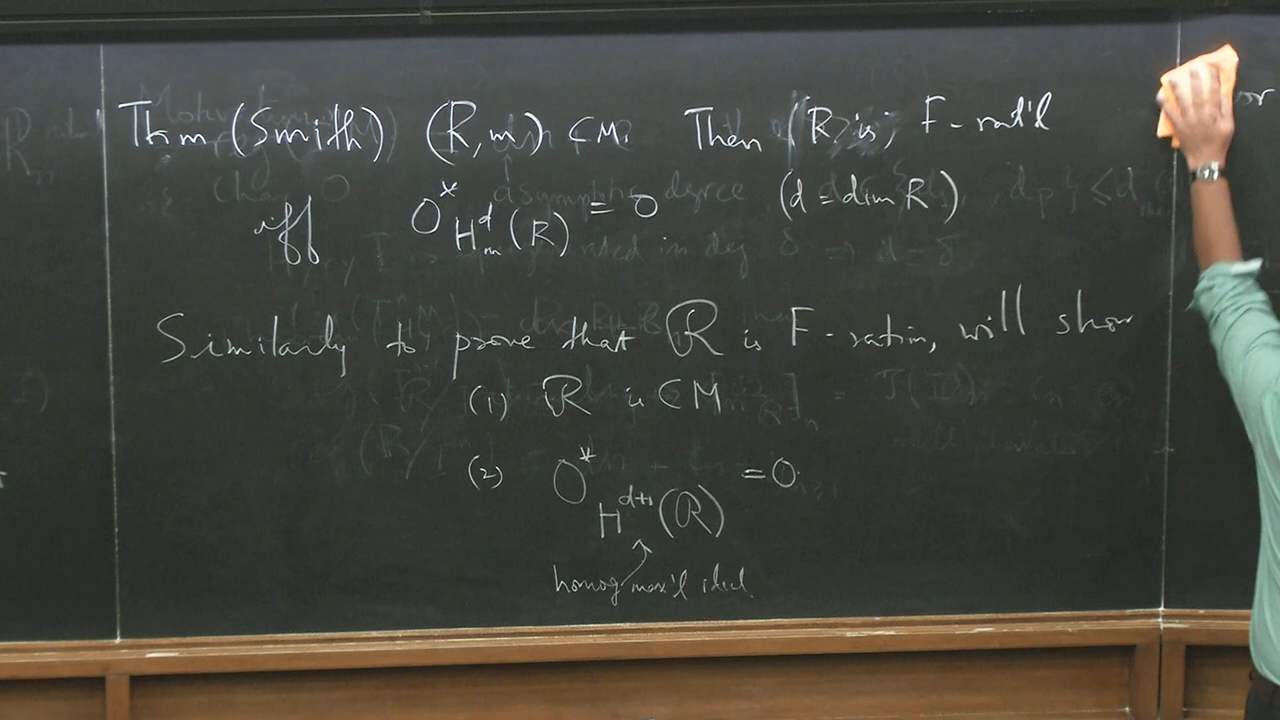 Thm (Smith) (R, m) CM. Then (R is) F-rat'l
iff 0^*_{H^d_m(R)} = 0 (d = dim R)
Similarly to prove that ℛ is F-ration, will show
(1) ℛ is CM
(2) 0^*_{H^{d+1}(ℛ)} = 0.
homog max'l ideal.